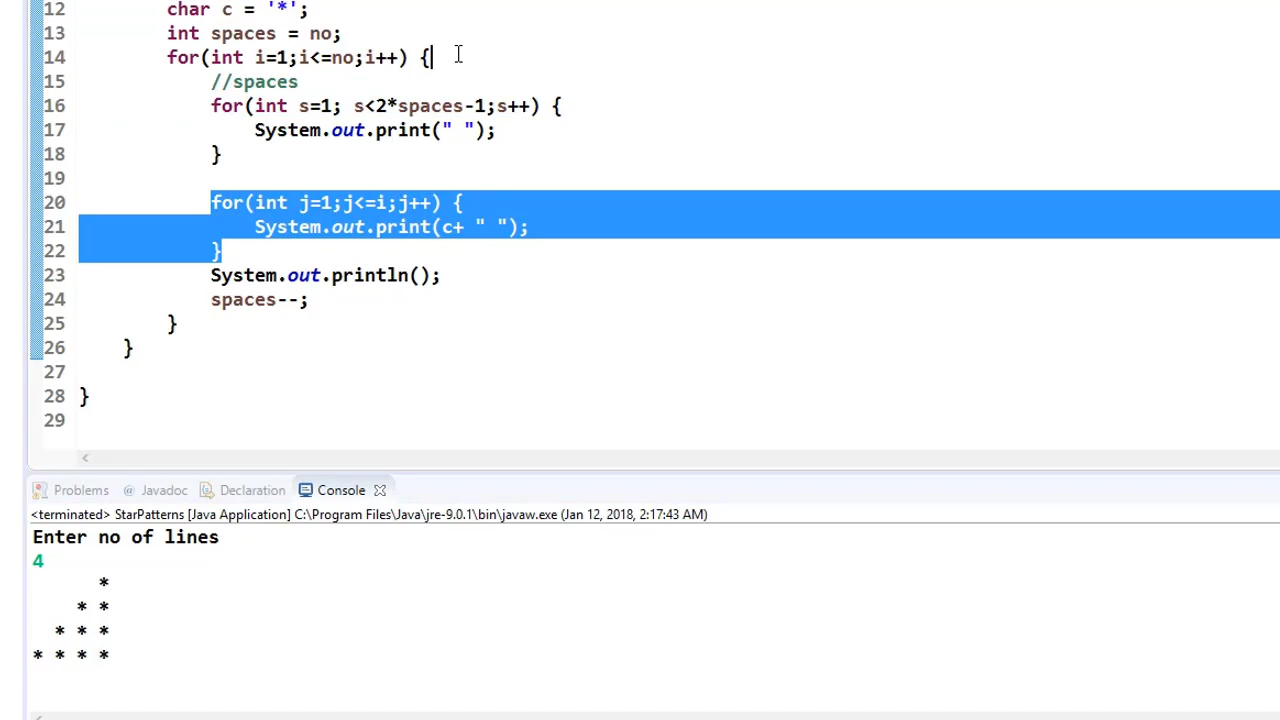 12 char c = '*';
13 int spaces = no;
14 for(int i=1;i<=no;i++) {
15 //spaces
16 for(int s=1; s<2*spaces-1;s++) {
17 System.out.print(" ");
18 }
19
20 for(int j=1;j<=i;j++) {
21 System.out.print(c+ " ");
22 }
23 System.out.println();
24 spaces--;
25 }
26 }
27
28 }
29
Problems @ Javadoc Declaration Console
<terminated> StarPatterns [Java Application] C:\Program Files\Java\jre-9.0.1\bin\javaw.exe (Jan 12, 2018, 2:17:43 AM)
Enter no of lines
4
*
* *
* * *
* * * *